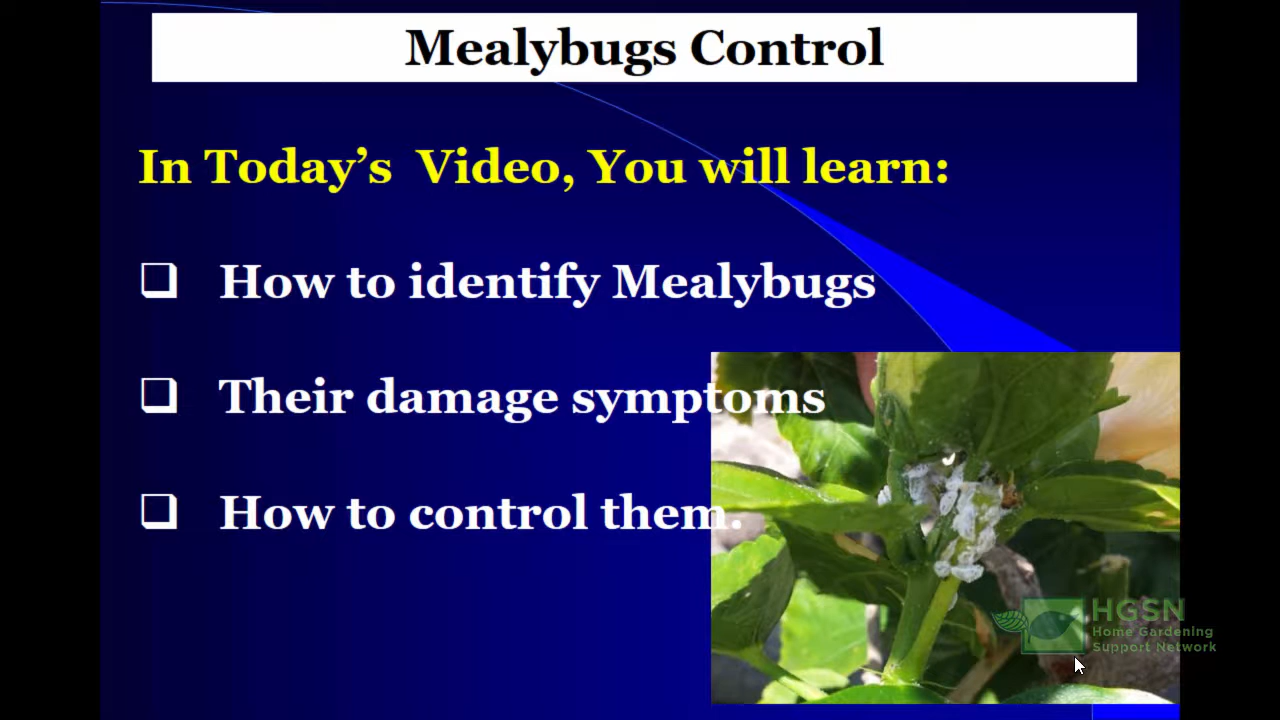 Mealybugs Control
In Today’s Video, You will learn:
❑ How to identify Mealybugs
❑ Their damage symptoms
❑ How to control them.
HGSN
Home Gardening
Support Network